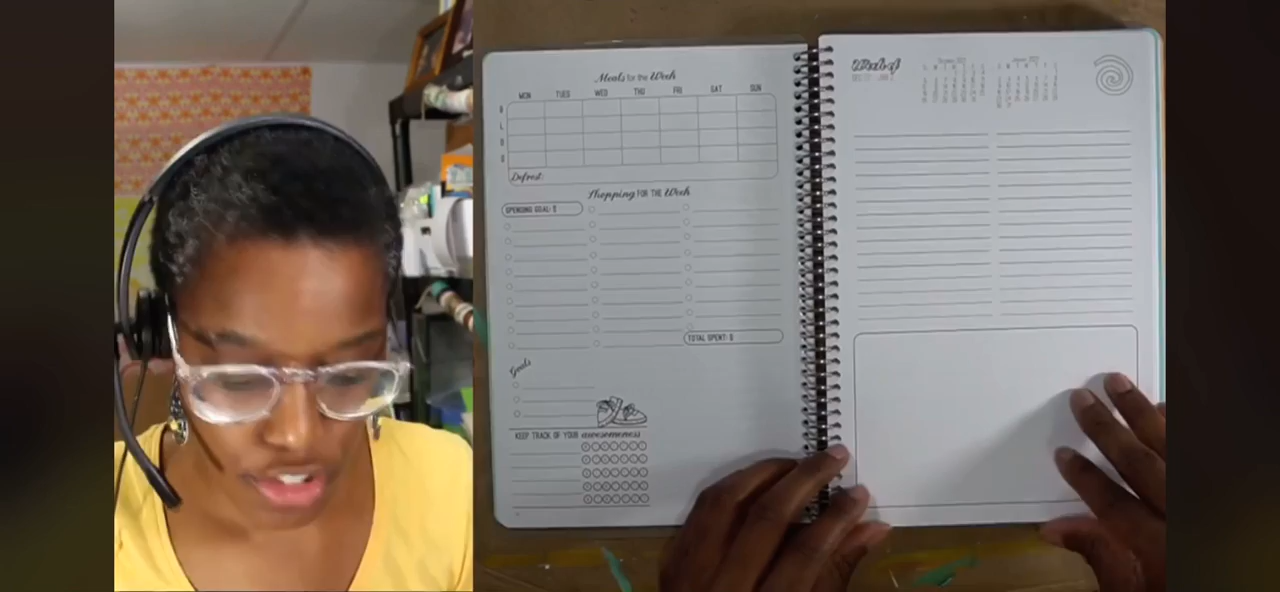 Meals for the Week
MON TUES WED THU FRI SAT SUN
B
L
D
S
Defrost:
Shopping FOR THE Week
SPENDING GOAL: $
TOTAL SPENT: $
Goals
KEEP TRACK OF YOUR awesomeness
Week of